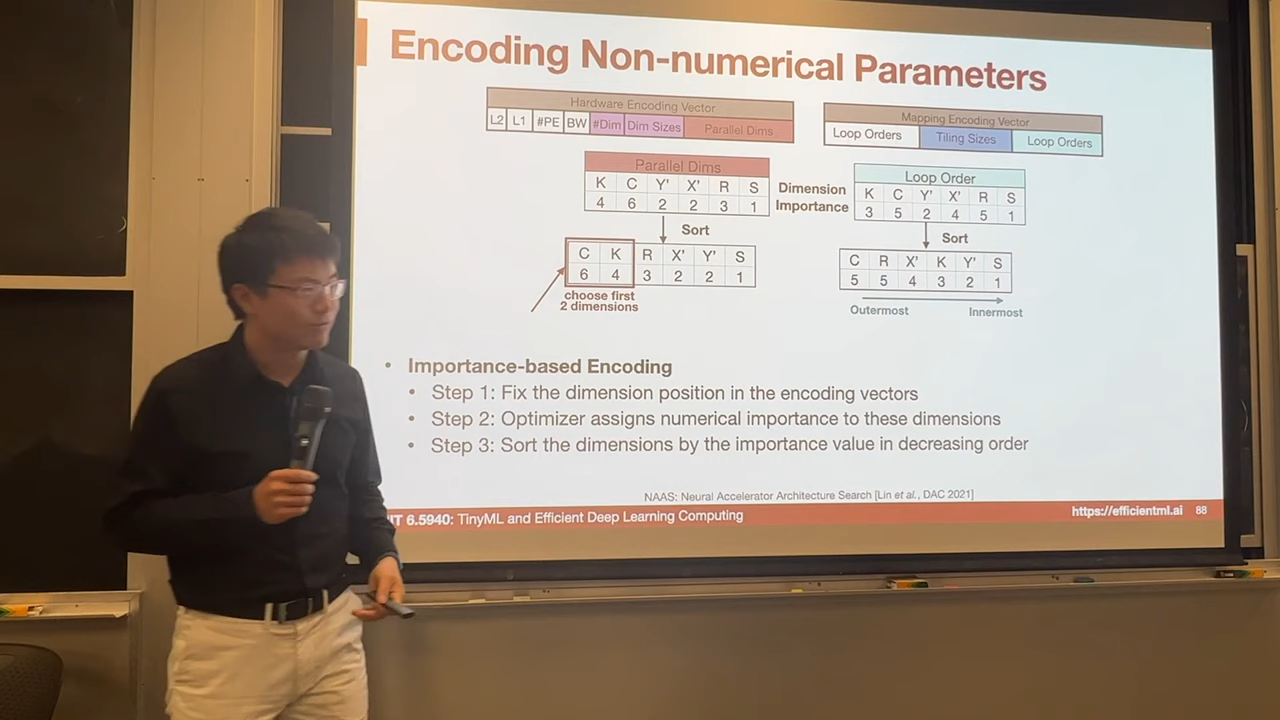 Encoding Non-numerical Parameters
Hardware Encoding Vector
L2 L1 #PE BW #Dim Dim Sizes Parallel Dims
Mapping Encoding Vector
Loop Orders Tiling Sizes Loop Orders
Parallel Dims
K C Y' X' R S
4 6 2 2 3 1
Sort
C K R X' Y' S
6 4 3 2 2 1
choose first
2 dimensions
Dimension
Importance
Loop Order
K C Y' X' R S
3 5 2 4 5 1
Sort
C R X' K Y' S
5 5 4 3 2 1
Outermost Innermost
• Importance-based Encoding
• Step 1: Fix the dimension position in the encoding vectors
• Step 2: Optimizer assigns numerical importance to these dimensions
• Step 3: Sort the dimensions by the importance value in decreasing order
NAAS: Neural Accelerator Architecture Search [Lin et al., DAC 2021]
IT 6.5940: TinyML and Efficient Deep Learning Computing
https://efficientml.ai 88